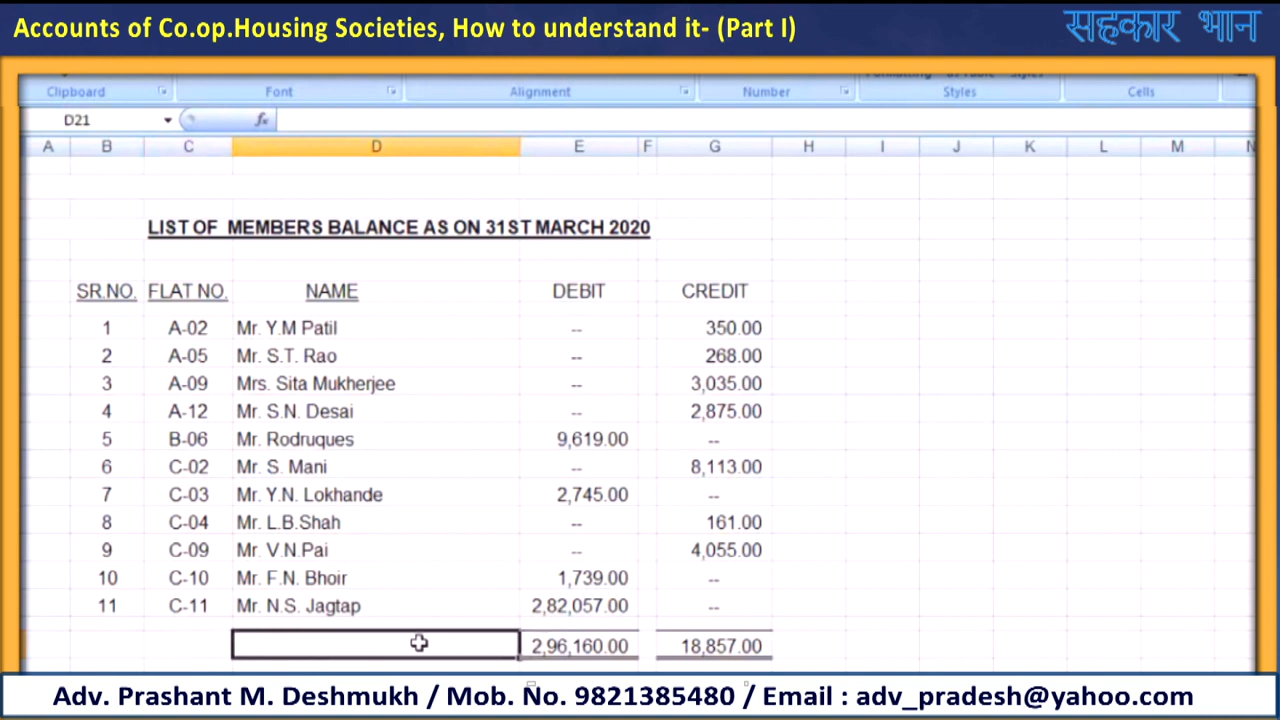 Accounts of Co.op.Housing Societies, How to understand it- (Part I)
सहकार भान
Clipboard Font Alignment Number Styles Cells
D21 fx
A B C D E F G H I J K L M N
LIST OF MEMBERS BALANCE AS ON 31ST MARCH 2020
SR.NO. FLAT NO. NAME DEBIT CREDIT
1 A-02 Mr. Y.M Patil -- 350.00
2 A-05 Mr. S.T. Rao -- 268.00
3 A-09 Mrs. Sita Mukherjee -- 3,035.00
4 A-12 Mr. S.N. Desai -- 2,875.00
5 B-06 Mr. Rodruques 9,619.00 --
6 C-02 Mr. S. Mani -- 8,113.00
7 C-03 Mr. Y.N. Lokhande 2,745.00 --
8 C-04 Mr. L.B.Shah -- 161.00
9 C-09 Mr. V.N.Pai -- 4,055.00
10 C-10 Mr. F.N. Bhoir 1,739.00 --
11 C-11 Mr. N.S. Jagtap 2,82,057.00 --
2,96,160.00 18,857.00
Adv. Prashant M. Deshmukh / Mob. No. 9821385480 / Email : adv_pradesh@yahoo.com